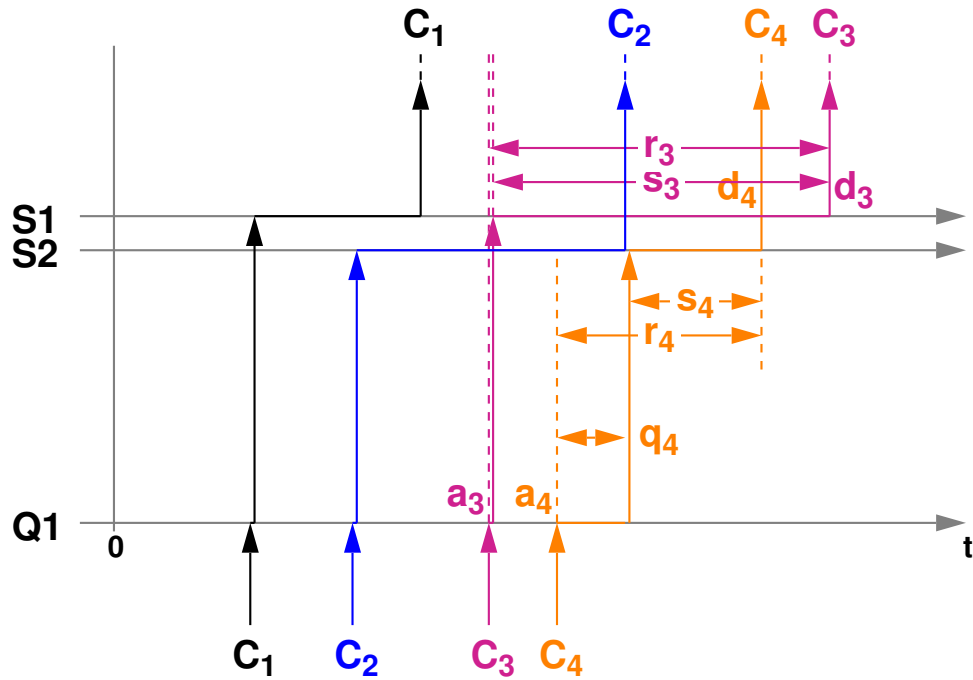 C₁ C₂ C₄ C₃
r₃
s₃ d₄ d₃
S1
S2
s₄
r₄
q₄
a₃ a₄
Q1
0 t
C₁ C₂ C₃ C₄